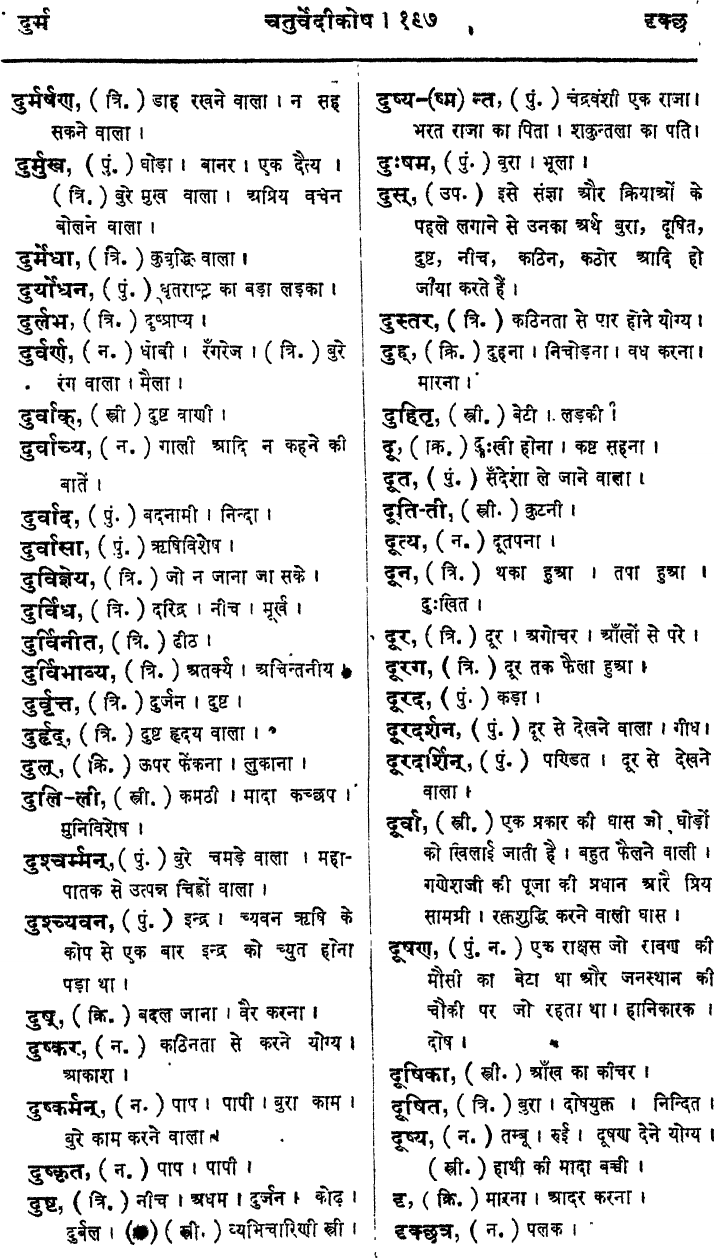 दुर्म चतुर्वेदीकोष । १९७ दृक्छ
दुर्मर्षण, ( त्रि. ) डाह रखने वाला । न सह
सकने वाला ।
दुर्मुख, ( पुं. ) घोड़ा । बानर । एक दैत्य ।
( त्रि. ) बुरे मुख वाला । अप्रिय वचन
बोलने वाला ।
दुर्मेधा, ( त्रि. ) कुबुद्धि वाला ।
दुर्योधन, ( पुं. ) धृतराष्ट्र का बड़ा लड़का ।
दुर्लभ, ( त्रि. ) दुष्प्राप्य ।
दुर्वर्ण, ( न. ) धोबी । रँगरेज । ( त्रि. ) बुरे
रंग वाला । मैला ।
दुर्वाक्, ( स्त्री ) दुष्ट वाणी ।
दुर्वाच्य, ( न. ) गाली आदि न कहने की
बातें ।
दुर्वाद, ( पुं. ) बदनामी । निन्दा ।
दुर्वासा, ( पुं. ) ऋषिविशेष ।
दुर्विज्ञेय, ( त्रि. ) जो न जाना जा सके ।
दुर्विध, ( त्रि. ) दरिद्र । नीच । मूर्ख ।
दुर्विनीत, ( त्रि. ) ढीठ ।
दुर्विभाव्य, ( त्रि. ) अतर्क्य । अचिन्तनीय ।
दुर्वृत्त, ( त्रि. ) दुर्जन । दुष्ट ।
दुर्हृद्, ( त्रि. ) दुष्ट हृदय वाला ।
दुल्, ( क्रि. ) ऊपर फेंकना । लुकाना ।
दुलि-ली, ( स्त्री. ) कमठी । मादा कच्छप ।
मुनिविशेष ।
दुश्चर्म्मन्, ( पुं. ) बुरे चमड़े वाला । महा-
पातक से उत्पन्न चिह्नों वाला ।
दुश्च्यवन, ( पुं. ) इन्द्र । च्यवन ऋषि के
कोप से एक बार इन्द्र को च्युत होना
पड़ा था ।
दुष्, ( क्रि. ) बदल जाना । वैर करना ।
दुष्कर, ( न. ) कठिनता से करने योग्य ।
आकाश ।
दुष्कर्मन्, ( न. ) पाप । पापी । बुरा काम ।
बुरे काम करने वाला ।
दुष्कृत, ( न. ) पाप । पापी ।
दुष्ट, ( त्रि. ) नीच । अधम । दुर्जन । कोढ़ ।
दुर्बल । ( स्त्री. ) व्यभिचारिणी स्त्री ।
दुष्य-(ष्म) न्त, ( पुं. ) चंद्रवंशी एक राजा ।
भरत राजा का पिता । शकुन्तला का पति ।
दुःषम, ( पुं. ) बुरा । भूला ।
दुस्, ( उप. ) इसे संज्ञा और क्रियाओं के
पहले लगाने से उनका अर्थ बुरा, दूषित,
दुष्ट, नीच, कठिन, कठोर आदि हो
जाया करते हैं ।
दुस्तर, ( त्रि. ) कठिनता से पार होने योग्य ।
दुह्, ( क्रि. ) दुहना । निचोड़ना । वध करना ।
मारना ।
दुहितृ, ( स्त्री. ) बेटी । लड़की ।
दू, ( क्रि. ) दुःखी होना । कष्ट सहना ।
दूत, ( पुं. ) सँदेशा ले जाने वाला ।
दूति-ती, ( स्त्री. ) कुटनी ।
दूत्य, ( न. ) दूतपना ।
दून, ( त्रि. ) थका हुआ । तपा हुआ ।
दुःखित ।
दूर, ( त्रि. ) दूर । अगोचर । आँखों से परे ।
दूरग, ( त्रि. ) दूर तक फैला हुआ ।
दूरद, ( पुं. ) कड़ा ।
दूरदर्शन, ( पुं. ) दूर से देखने वाला । गीध ।
दूरदर्शिन्, ( पुं. ) पण्डित । दूर से देखने
वाला ।
दूर्वा, ( स्त्री. ) एक प्रकार की घास जो घोड़ों
को खिलाई जाती है । बहुत फैलने वाली ।
गणेशजी की पूजा की प्रधान और प्रिय
सामग्री । रक्तशुद्धि करने वाली घास ।
दूषण, ( पुं. न. ) एक राक्षस जो रावण की
मौसी का बेटा था और जनस्थान की
चौकी पर जो रहता था । हानिकारक ।
दोष ।
दूषिका, ( स्त्री. ) आँख का कीचर ।
दूषित, ( त्रि. ) बुरा । दोषयुक्त । निन्दित ।
दूष्य, ( न. ) तम्बू । रुई । दूषण देने योग्य ।
( स्त्री. ) हाथी की मादा बच्ची ।
दृ, ( क्रि. ) मारना । आदर करना ।
दृक्छत्र, ( न. ) पलक ।